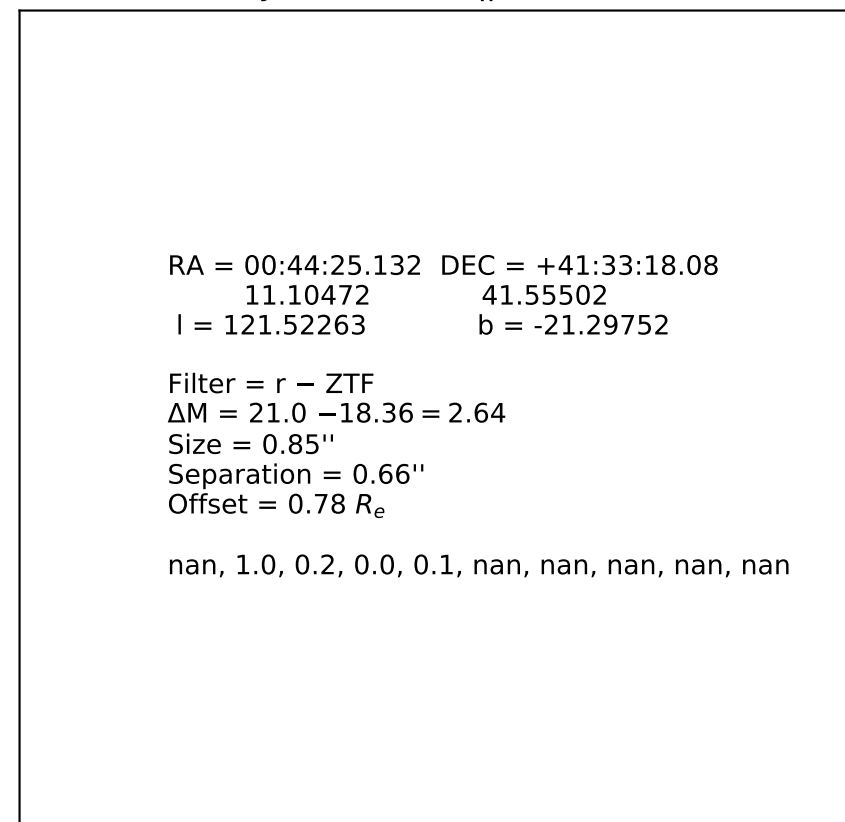 RA = 00:44:25.132 DEC = +41:33:18.08
11.10472 41.55502
l = 121.52263 b = -21.29752
Filter = r − ZTF
ΔM = 21.0 −18.36 = 2.64
Size = 0.85''
Separation = 0.66''
Offset = 0.78 Rₑ
nan, 1.0, 0.2, 0.0, 0.1, nan, nan, nan, nan, nan